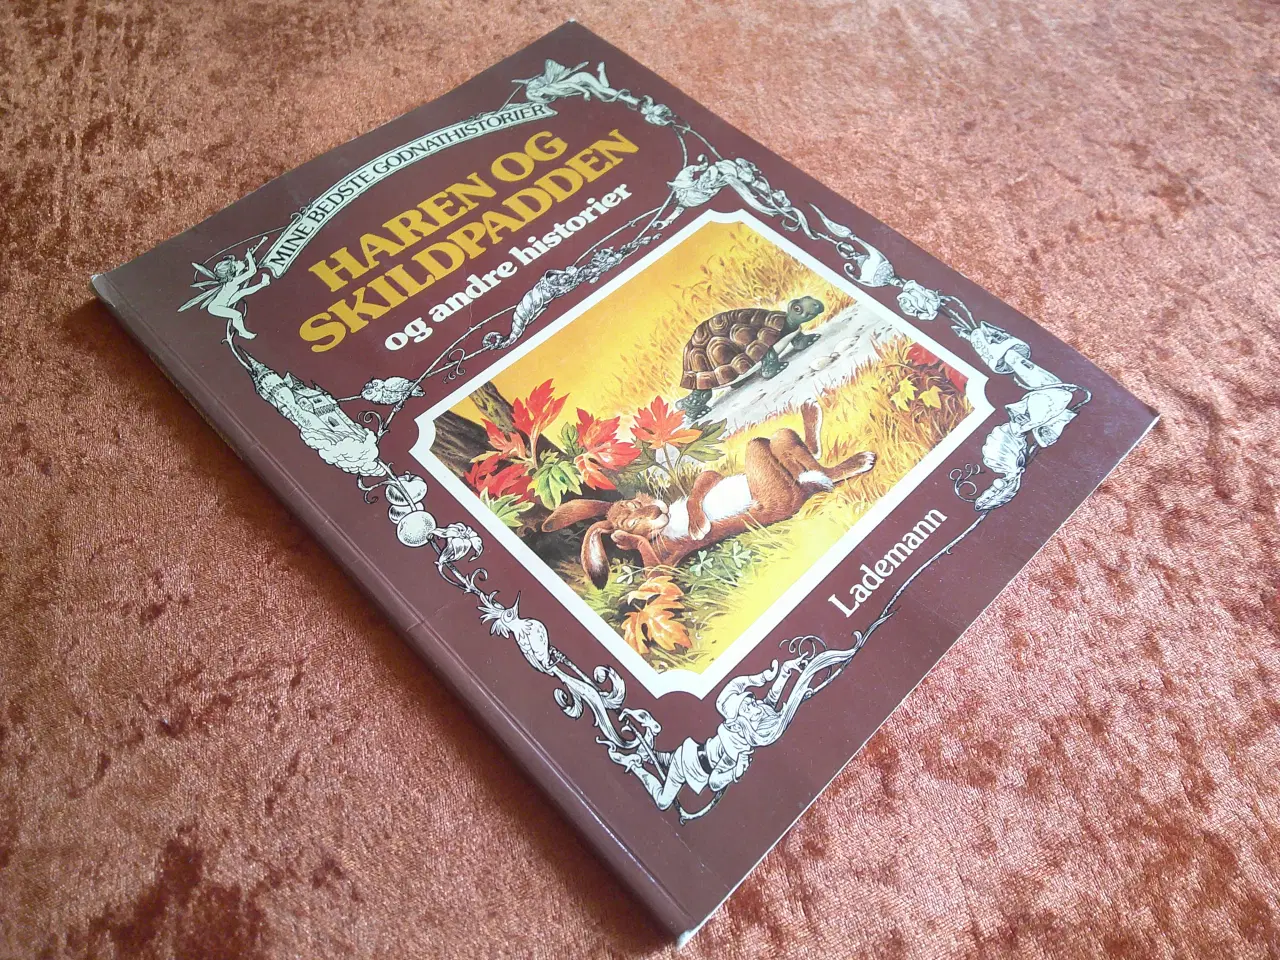 MINE BEDSTE GODNATHISTORIER
HAREN OG
SKILDPADDEN
og andre historier
Lademann